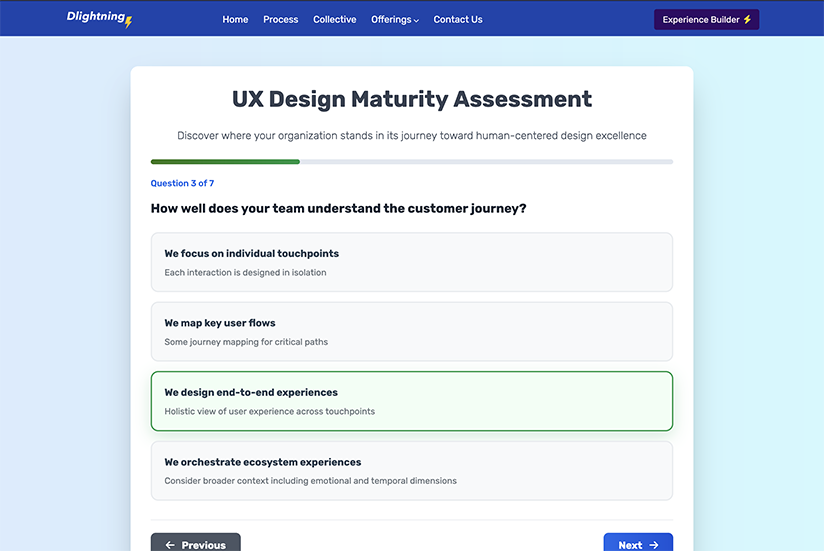 Dlightning
Home Process Collective Offerings Contact Us
Experience Builder
UX Design Maturity Assessment
Discover where your organization stands in its journey toward human-centered design excellence
Question 3 of 7
How well does your team understand the customer journey?
We focus on individual touchpoints
Each interaction is designed in isolation
We map key user flows
Some journey mapping for critical paths
We design end-to-end experiences
Holistic view of user experience across touchpoints
We orchestrate ecosystem experiences
Consider broader context including emotional and temporal dimensions
← Previous
Next →